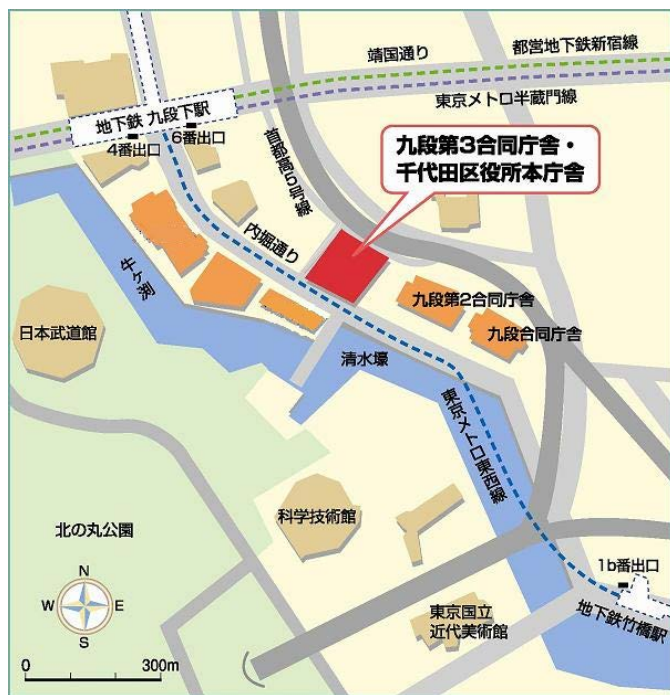 靖国通り
都営地下鉄新宿線
東京メトロ半蔵門線
地下鉄 九段下駅
4番出口
6番出口
首都高5号線
九段第3合同庁舎・
千代田区役所本庁舎
内堀通り
牛ヶ渕
九段第2合同庁舎
九段合同庁舎
日本武道館
清水壕
東京メトロ東西線
科学技術館
北の丸公園
1b番出口
地下鉄竹橋駅
東京国立
近代美術館
N
W
E
S
0
300m